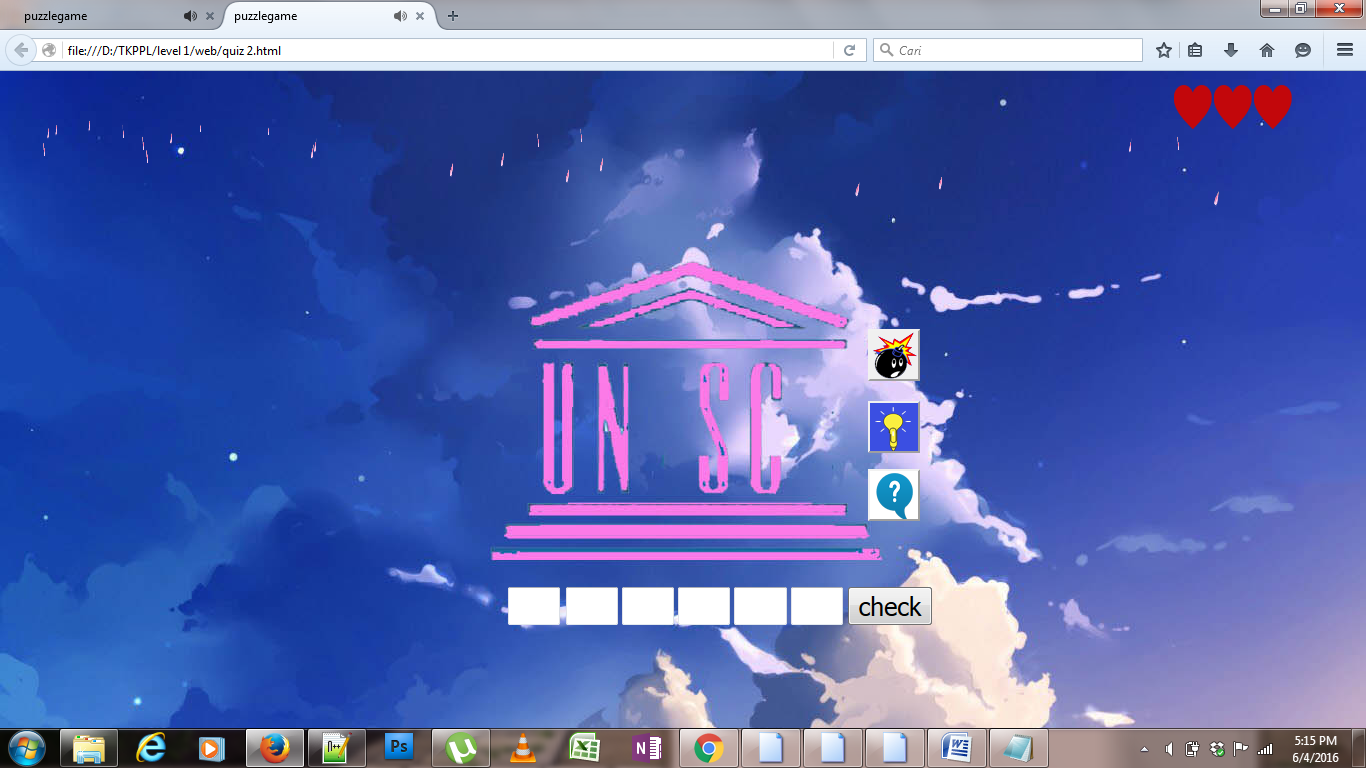 puzzlegame
puzzlegame
file:///D:/TKPPL/level 1/web/quiz 2.html
Cari
UN SC
?
check
Ps
N
5:15 PM
6/4/2016